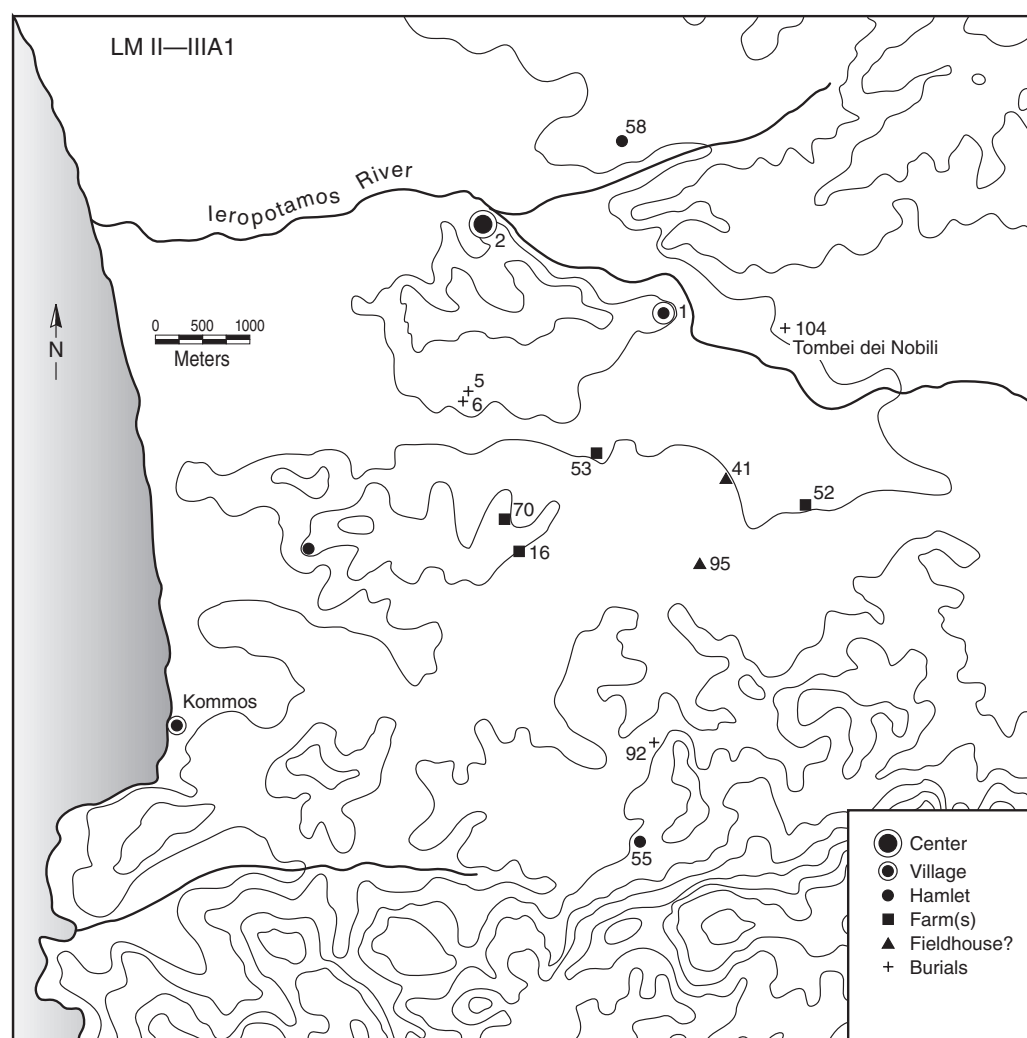 LM II—IIIA1
58
Ieropotamos River
2
1
104
Tombei dei Nobili
0 500 1000
Meters
N
5
6
53
41
52
70
16
95
Kommos
92
55
Center
Village
Hamlet
Farm(s)
Fieldhouse?
Burials